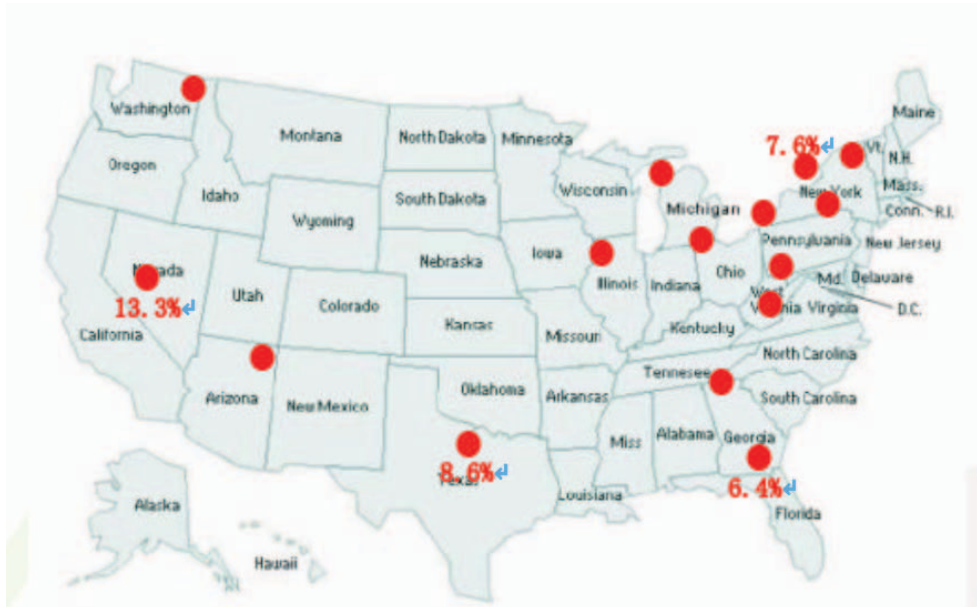 Maine
Washington
Montana
North Dakota
Minnesota
7.6%↵
Vt.
N.H.
Oregon
Idaho
South Dakota
Wisconsin
New York
Mass.
Michigan
Conn.
R.I.
Wyoming
Pennsylvania
New Jersey
Nebraska
Iowa
Ohio
Illinois
Indiana
Md.
Delaware
Utah
Colorado
West
Virginia
D.C.
13.3%↵
California
Kansas
Missouri
Kentucky
North Carolina
Tennesee
Arizona
New Mexico
Oklahoma
Arkansas
South Carolina
Miss
Alabama
Georgia
8.6%↵
Texas
6.4%↵
Louisiana
Florida
Alaska
Hawaii